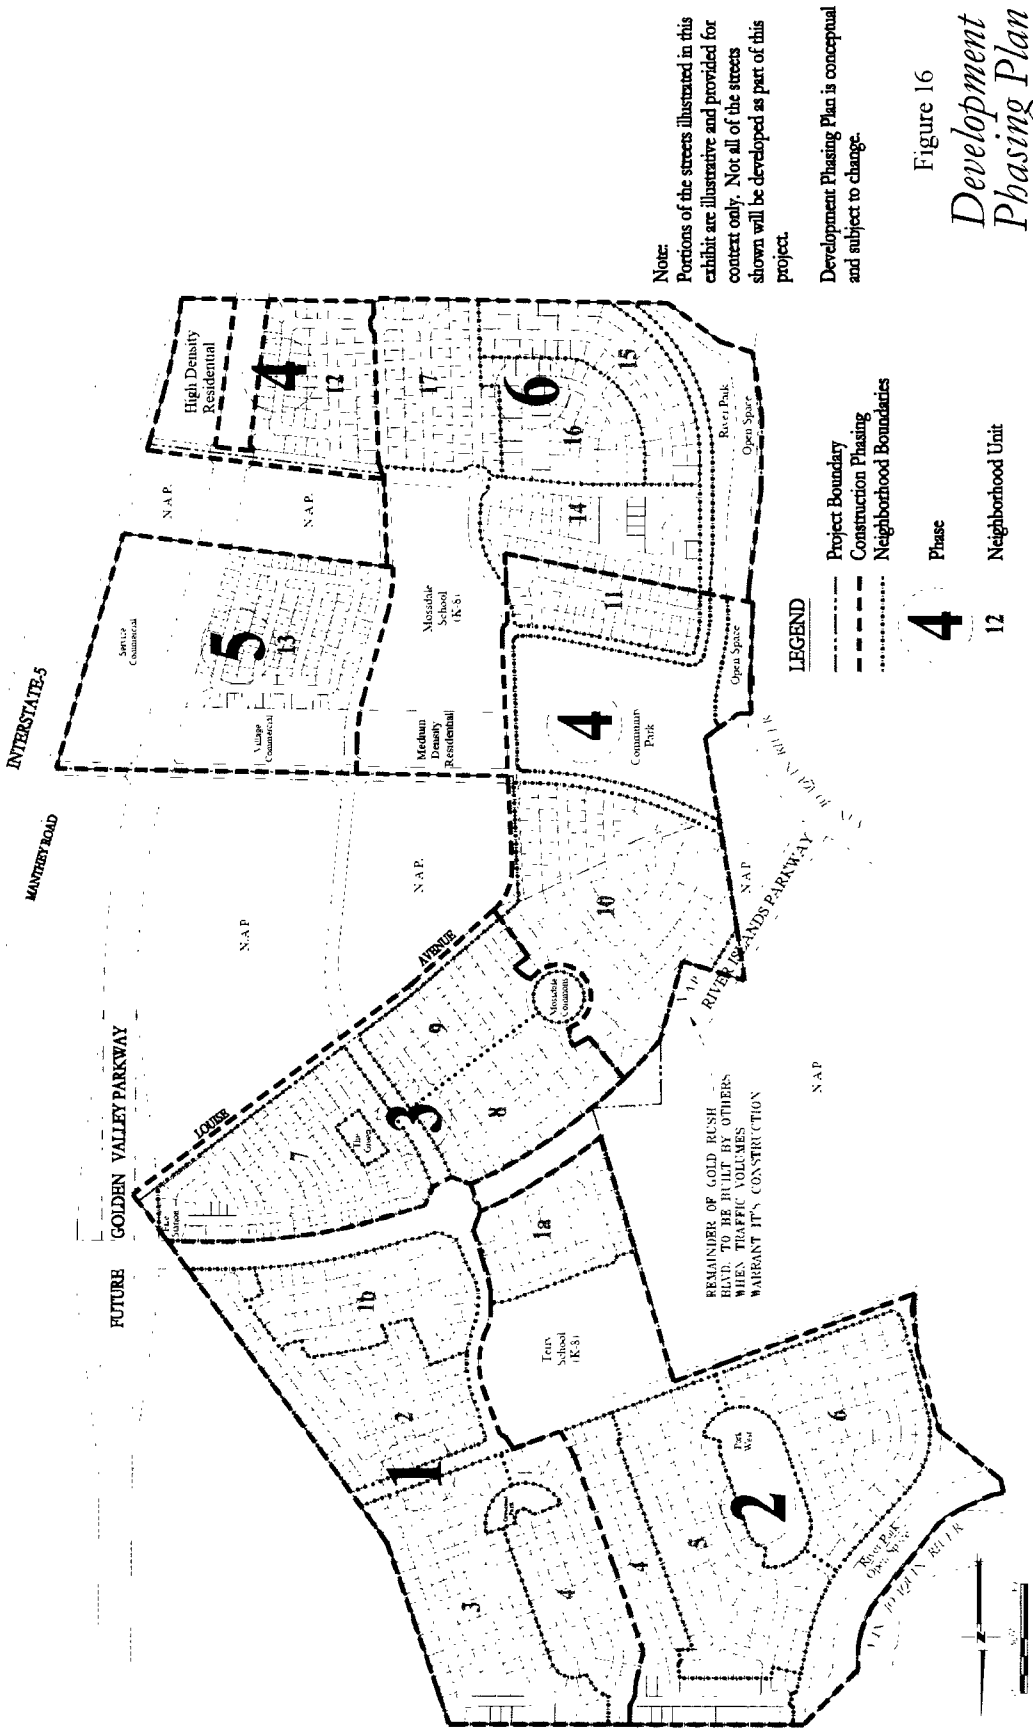 INTERSTATE-5
MANTHEY ROAD
FUTURE GOLDEN VALLEY PARKWAY
LOUISE
AVENUE
High Density
Residential
4
12
17
6
15
16
14
11
N.A.P.
N.A.P.
Service
Commercial
5
13
Village
Commercial
Mossdale
School
(K-8)
Medium
Density
Residential
4
Community
Park
River Park
Open Space
Open Space
N.A.P.
N.A.P.
10
Mossdale
Commons
9
3
8
The
Green
7
Fire
Station
N.A.P.
N.A.P.
RIVER ISLANDS PARKWAY
N.A.P.
REMAINDER OF GOLD RUSH
BLVD. TO BE BUILT BY OTHERS
WHEN TRAFFIC VOLUMES
WARRANT IT'S CONSTRUCTION
1a
1b
Terry
School
(K-8)
2
1
3
4
4
5
Park
West
2
6
River Park
Open Space
SAN JOAQUIN RIVER
SAN JOAQUIN RIVER
LEGEND
Project Boundary
Construction Phasing
Neighborhood Boundaries
4
Phase
12
Neighborhood Unit
Note:
Portions of the streets illustrated in this
exhibit are illustrative and provided for
context only. Not all of the streets
shown will be developed as part of this
project.
Development Phasing Plan is conceptual
and subject to change.
Figure 16
Development
Phasing Plan